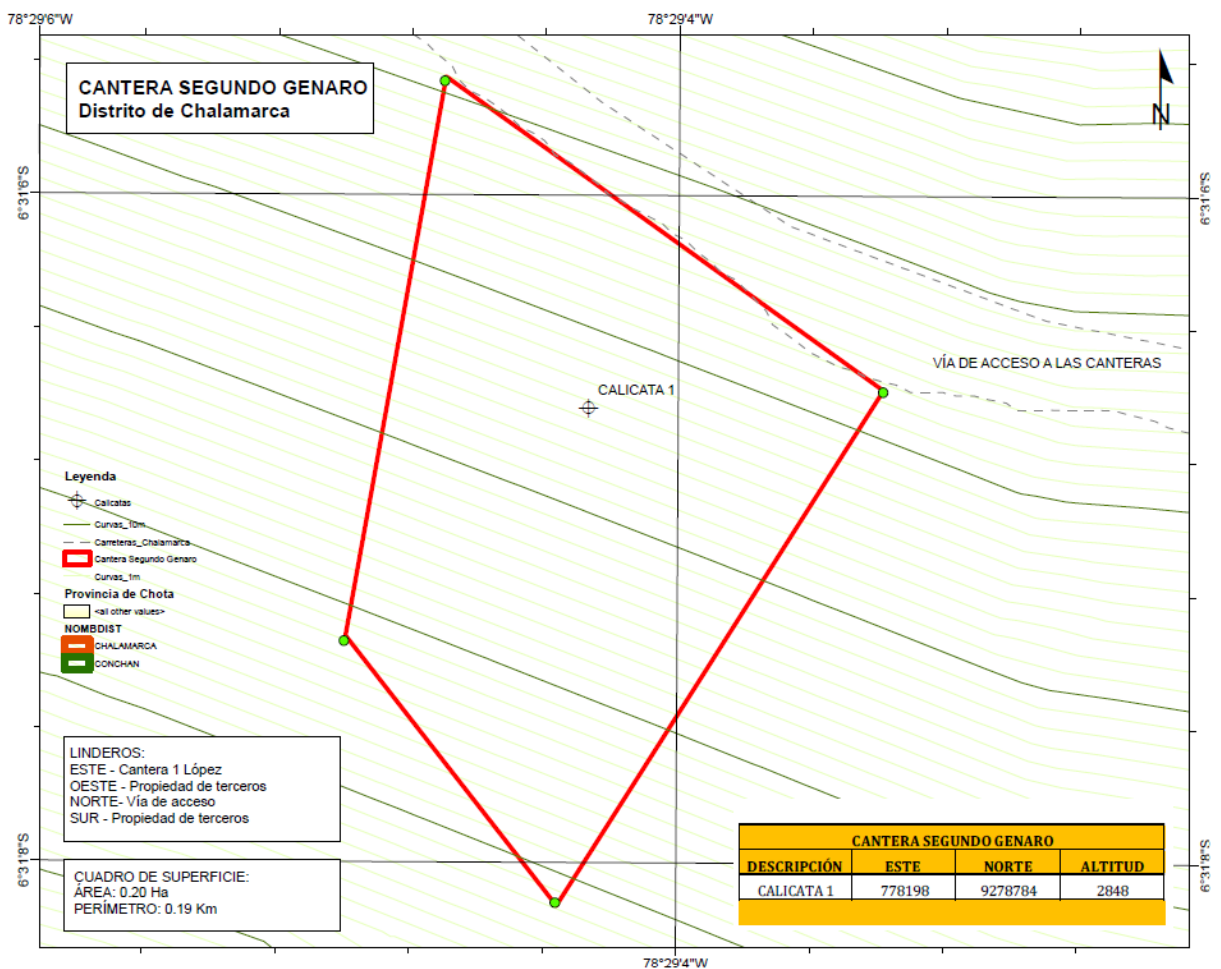 78°29'6"W
78°29'4"W
CANTERA SEGUNDO GENARO
Distrito de Chalamarca
N
6°31'6"S
6°31'6"S
VÍA DE ACCESO A LAS CANTERAS
CALICATA 1
Leyenda
Calicatas
Curvas_10m
Carreteras_Chalamarca
Cantera Segundo Genaro
Curvas_1m
Provincia de Chota
<all other values>
NOMBDIST
CHALAMARCA
CONCHAN
LINDEROS:
ESTE - Cantera 1 López
OESTE - Propiedad de terceros
NORTE- Vía de acceso
SUR - Propiedad de terceros
CUADRO DE SUPERFICIE:
ÁREA: 0.20 Ha
PERÍMETRO: 0.19 Km
CANTERA SEGUNDO GENARO
DESCRIPCIÓN ESTE NORTE ALTITUD
CALICATA 1 778198 9278784 2848
6°31'8"S
6°31'8"S
78°29'4"W